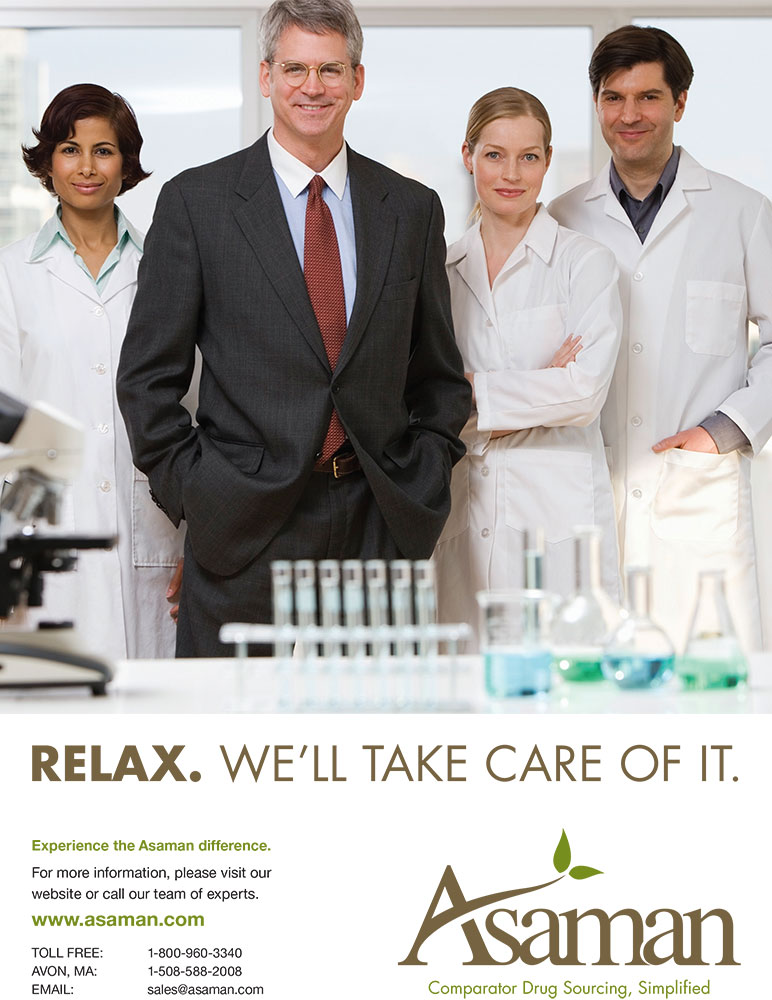 RELAX. WE'LL TAKE CARE OF IT.
Experience the Asaman difference.
For more information, please visit our
website or call our team of experts.
www.asaman.com
TOLL FREE: 1-800-960-3340
AVON, MA: 1-508-588-2008
EMAIL: sales@asaman.com
Asaman
Comparator Drug Sourcing, Simplified